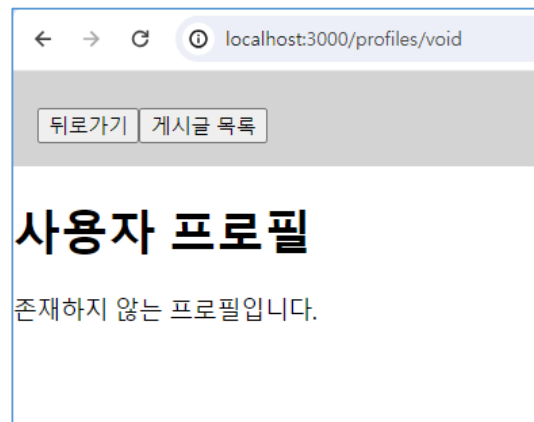 localhost:3000/profiles/void
뒤로가기 게시글 목록
사용자 프로필
존재하지 않는 프로필입니다.